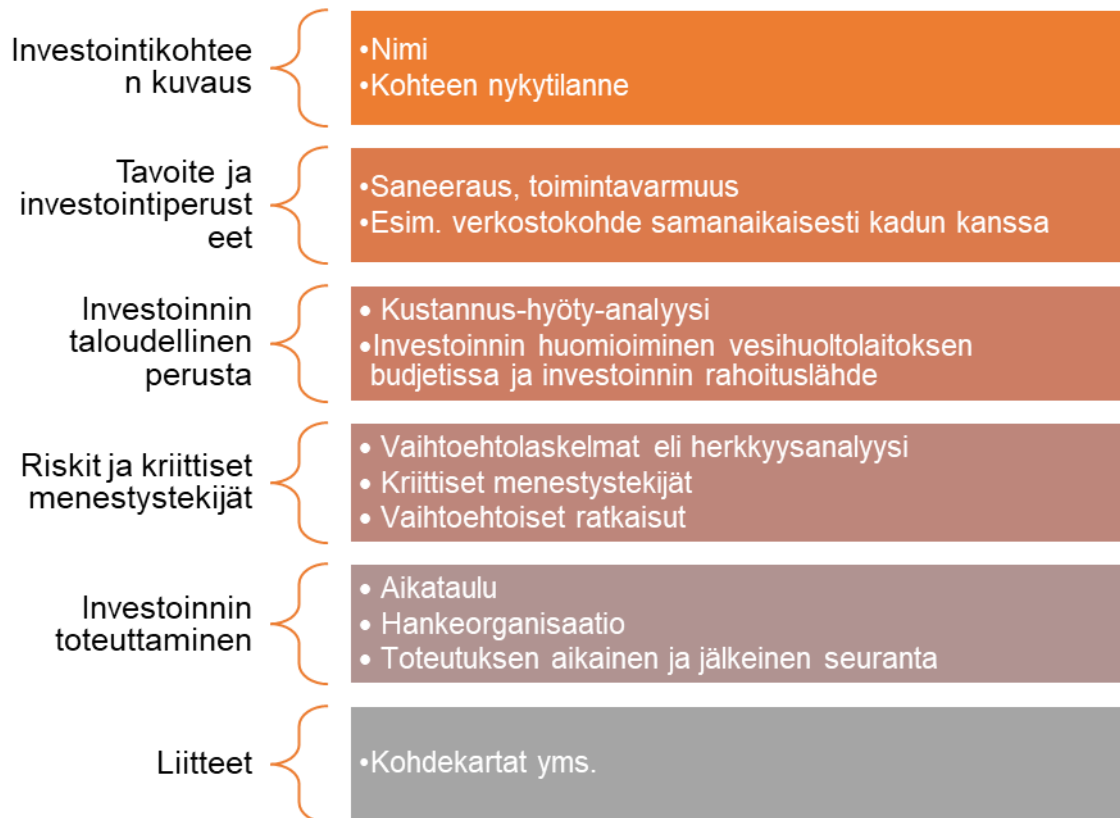 Investointikohtee
n kuvaus
•Nimi
•Kohteen nykytilanne
Tavoite ja
investointiperust
eet
•Saneeraus, toimintavarmuus
•Esim. verkostokohde samanaikaisesti kadun kanssa
Investoinnin
taloudellinen
perusta
• Kustannus-hyöty-analyysi
•Investoinnin huomioiminen vesihuoltolaitoksen
budjetissa ja investoinnin rahoituslähde
Riskit ja kriittiset
menestystekijät
• Vaihtoehtolaskelmat eli herkkyysanalyysi
• Kriittiset menestystekijät
• Vaihtoehtoiset ratkaisut
Investoinnin
toteuttaminen
• Aikataulu
• Hankeorganisaatio
• Toteutuksen aikainen ja jälkeinen seuranta
Liitteet
•Kohdekartat yms.